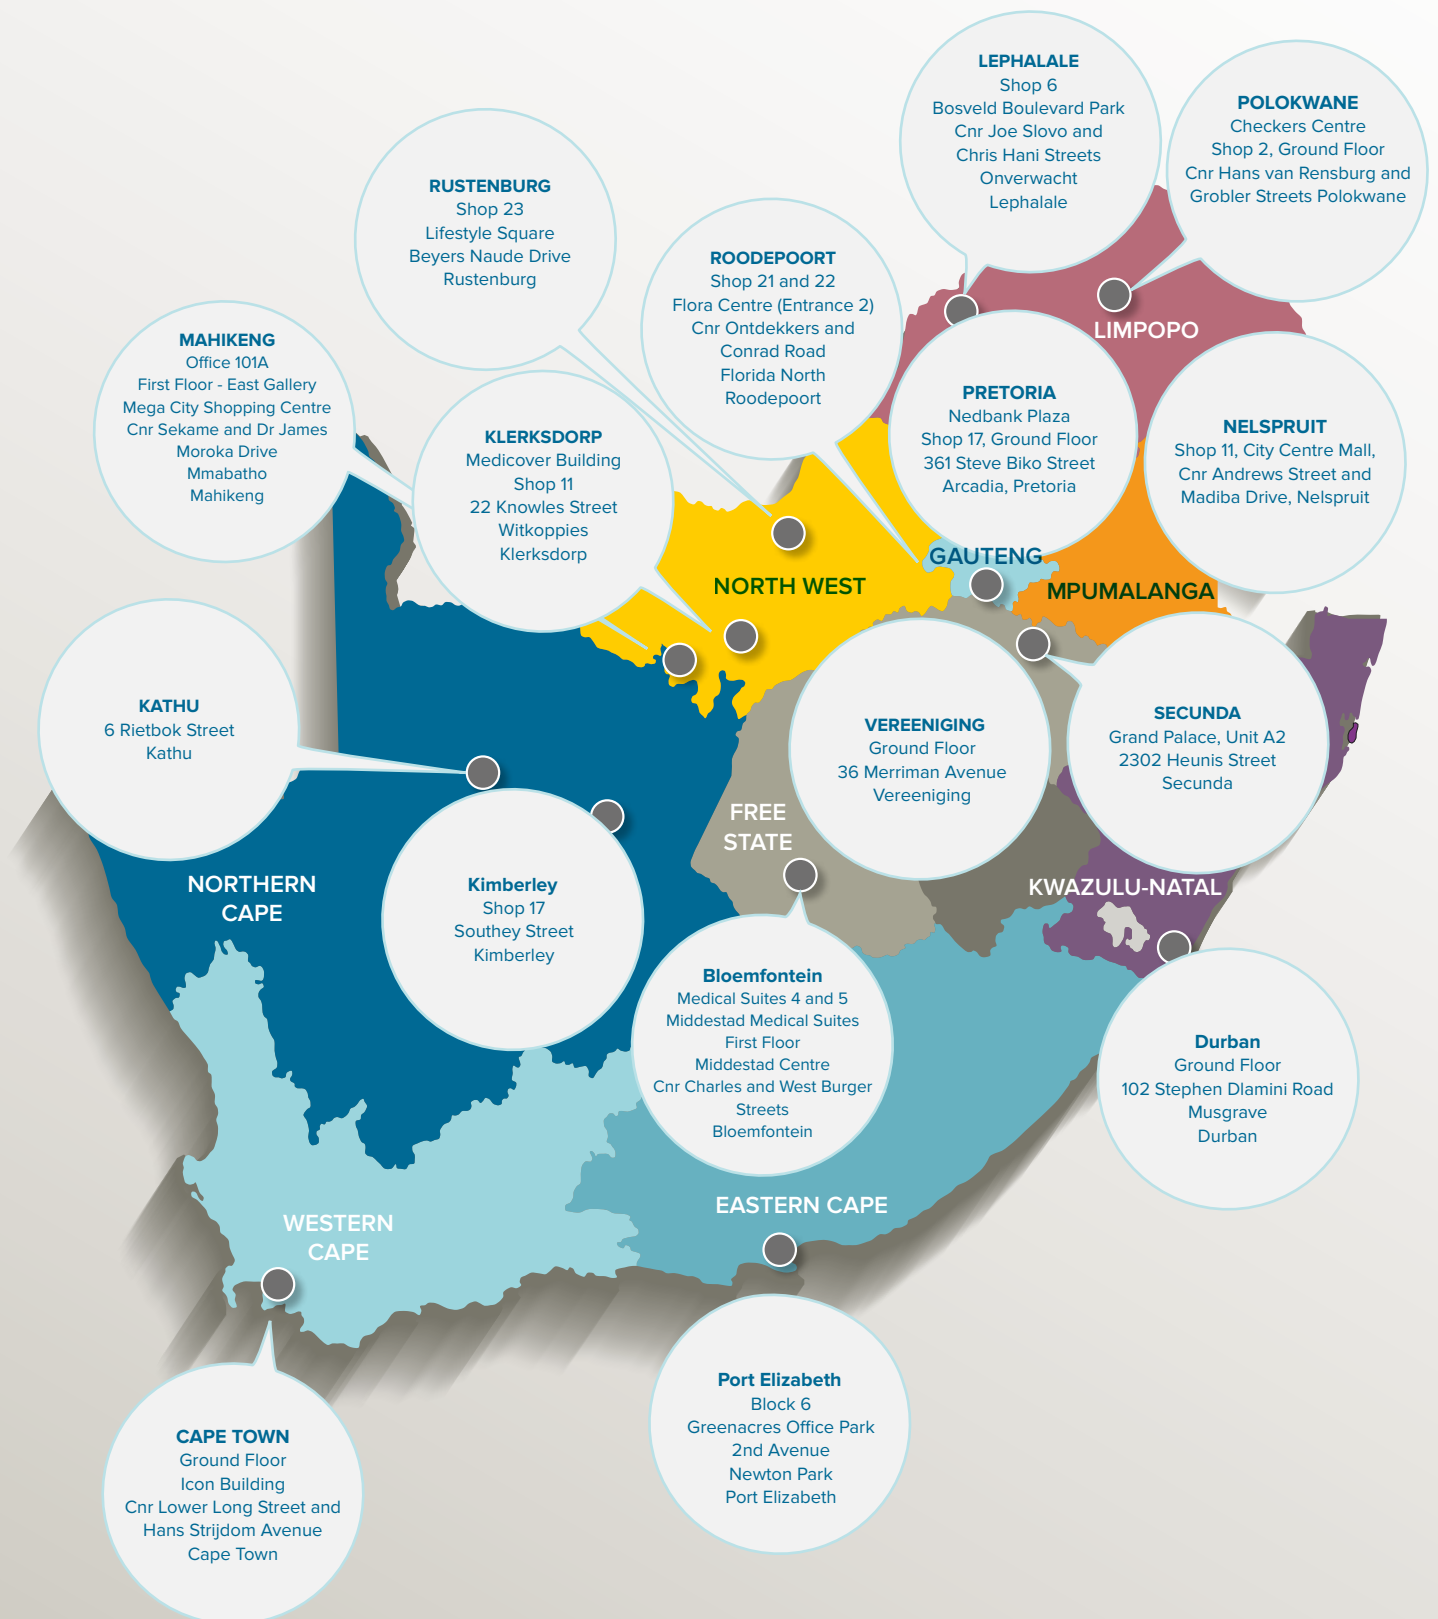 LEPHALALE
Shop 6
Bosveld Boulevard Park
Cnr Joe Slovo and
Chris Hani Streets
Onverwacht
Lephalale
POLOKWANE
Checkers Centre
Shop 2, Ground Floor
Cnr Hans van Rensburg and
Grobler Streets Polokwane
RUSTENBURG
Shop 23
Lifestyle Square
Beyers Naude Drive
Rustenburg
ROODEPOORT
Shop 21 and 22
Flora Centre (Entrance 2)
Cnr Ontdekkers and
Conrad Road
Florida North
Roodepoort
LIMPOPO
MAHIKENG
Office 101A
First Floor - East Gallery
Mega City Shopping Centre
Cnr Sekame and Dr James
Moroka Drive
Mmabatho
Mahikeng
KLERKSDORP
Medicover Building
Shop 11
22 Knowles Street
Witkoppies
Klerksdorp
PRETORIA
Nedbank Plaza
Shop 17, Ground Floor
361 Steve Biko Street
Arcadia, Pretoria
NELSPRUIT
Shop 11, City Centre Mall,
Cnr Andrews Street and
Madiba Drive, Nelspruit
GAUTENG
NORTH WEST
MPUMALANGA
KATHU
6 Rietbok Street
Kathu
VEREENIGING
Ground Floor
36 Merriman Avenue
Vereeniging
SECUNDA
Grand Palace, Unit A2
2302 Heunis Street
Secunda
FREE
STATE
NORTHERN
CAPE
Kimberley
Shop 17
Southey Street
Kimberley
KWAZULU-NATAL
Bloemfontein
Medical Suites 4 and 5
Middestad Medical Suites
First Floor
Middestad Centre
Cnr Charles and West Burger
Streets
Bloemfontein
Durban
Ground Floor
102 Stephen Dlamini Road
Musgrave
Durban
EASTERN CAPE
WESTERN
CAPE
Port Elizabeth
Block 6
Greenacres Office Park
2nd Avenue
Newton Park
Port Elizabeth
CAPE TOWN
Ground Floor
Icon Building
Cnr Lower Long Street and
Hans Strijdom Avenue
Cape Town